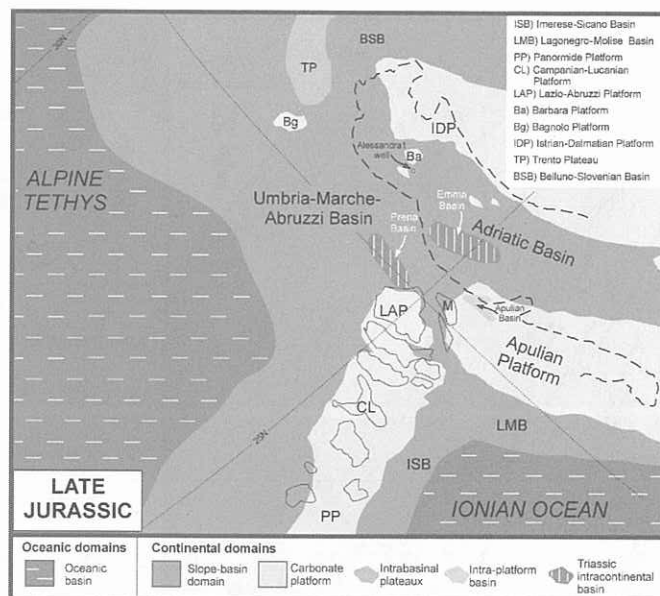 ISB) Imerese-Sicano Basin
LMB) Lagonegro-Molise Basin
PP) Panormide Platform
CL) Campanian-Lucanian
Platform
LAP) Lazio-Abruzzi Platform
Ba) Barbara Platform
Bg) Bagnolo Platform
IDP) Istrian-Dalmatian Platform
TP) Trento Plateau
BSB) Belluno-Slovenian Basin
30N
BSB
TP
Bg
IDP
Alessandra1
well
Ba
ALPINE
TETHYS
Umbria-Marche-
Abruzzi Basin
Emma
Basin
Prena
Basin
Adriatic Basin
LAP
M
Apulian
Basin
Apulian
Platform
CL
25N
LMB
ISB
LATE
JURASSIC
PP
IONIAN OCEAN
Oceanic domains
Oceanic
basin
Continental domains
Slope-basin
domain
Carbonate
platform
Intrabasinal
plateaux
Intra-platform
basin
Triassic
intracontinental
basin